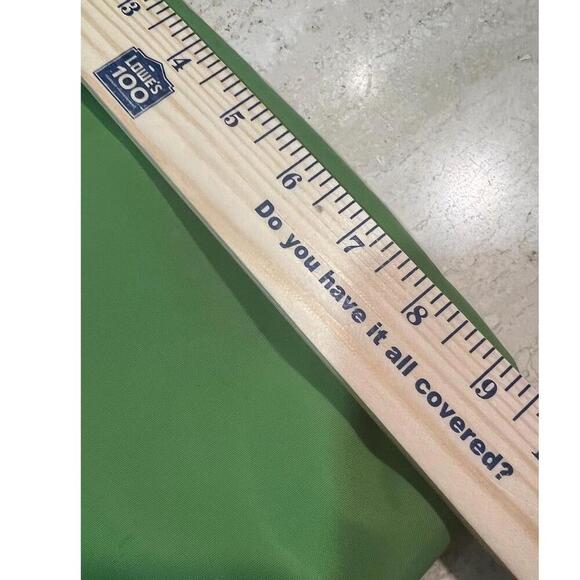 3 4 5 6 7 8 9
LOWE'S
100
Do you have it all covered?